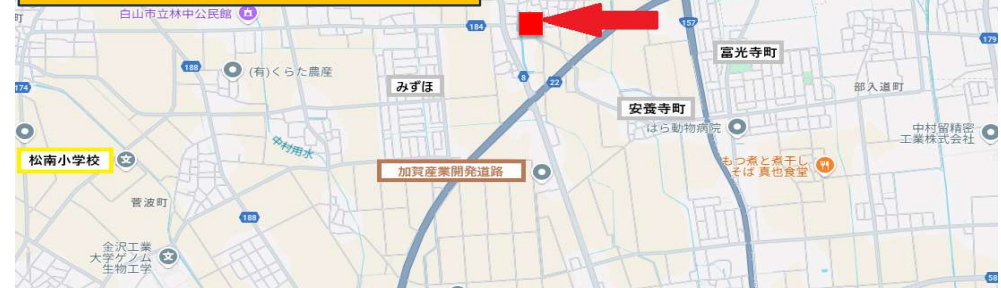 白山市立林中公民館
町
184
157
富光寺町
179
188
(有)くらた農産
8
22
174
みずほ
部入道町
安養寺町
はら動物病院
中村留精密
工業株式会社
中村用水
松南小学校
加賀産業開発道路
もつ煮と煮干し
そば 真也食堂
菅波町
188
金沢工業
大学ゲノム
生物工学
58